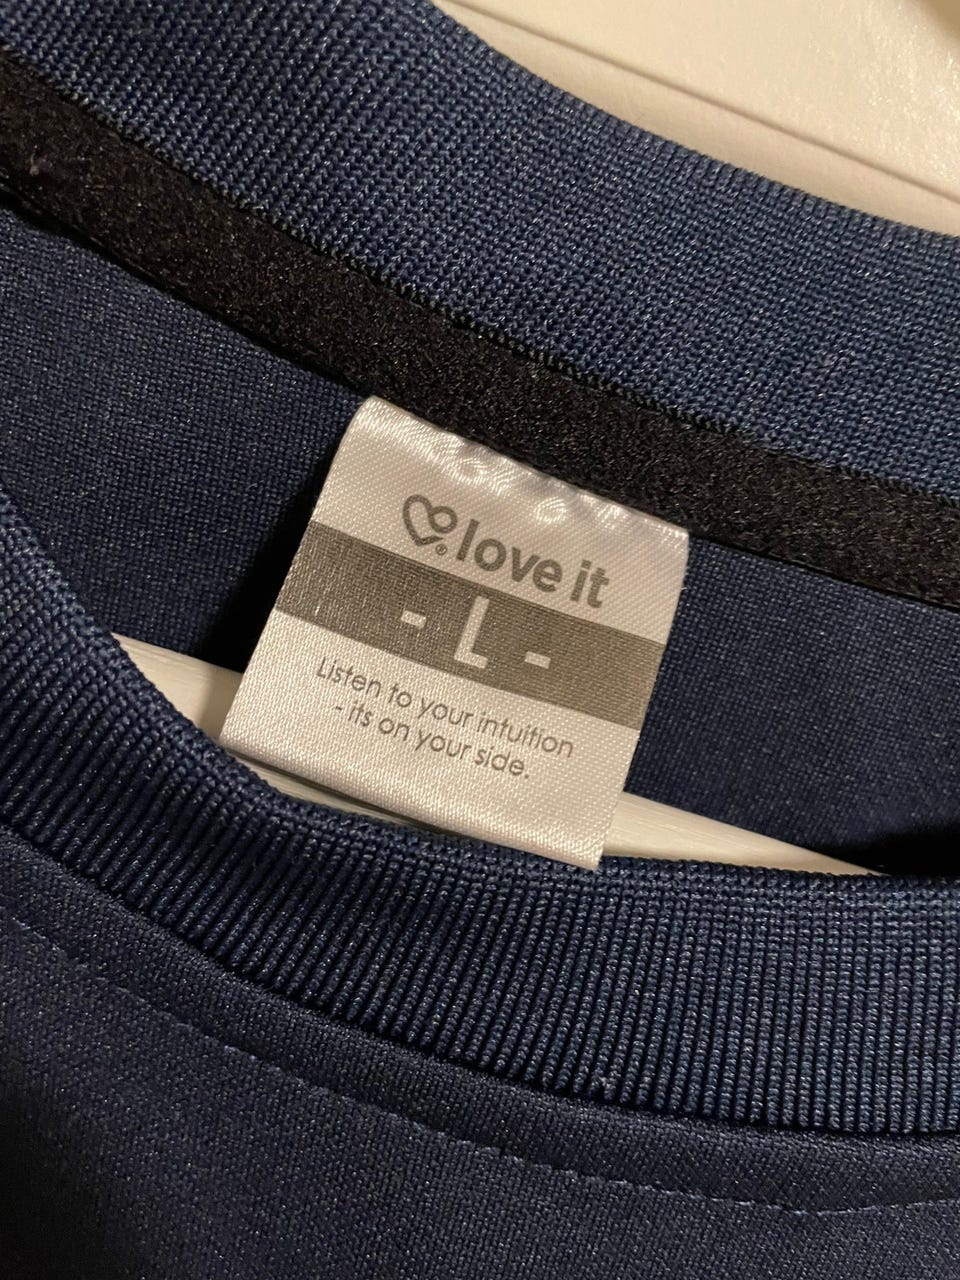 love it
- L -
Listen to your intuition
- its on your side.